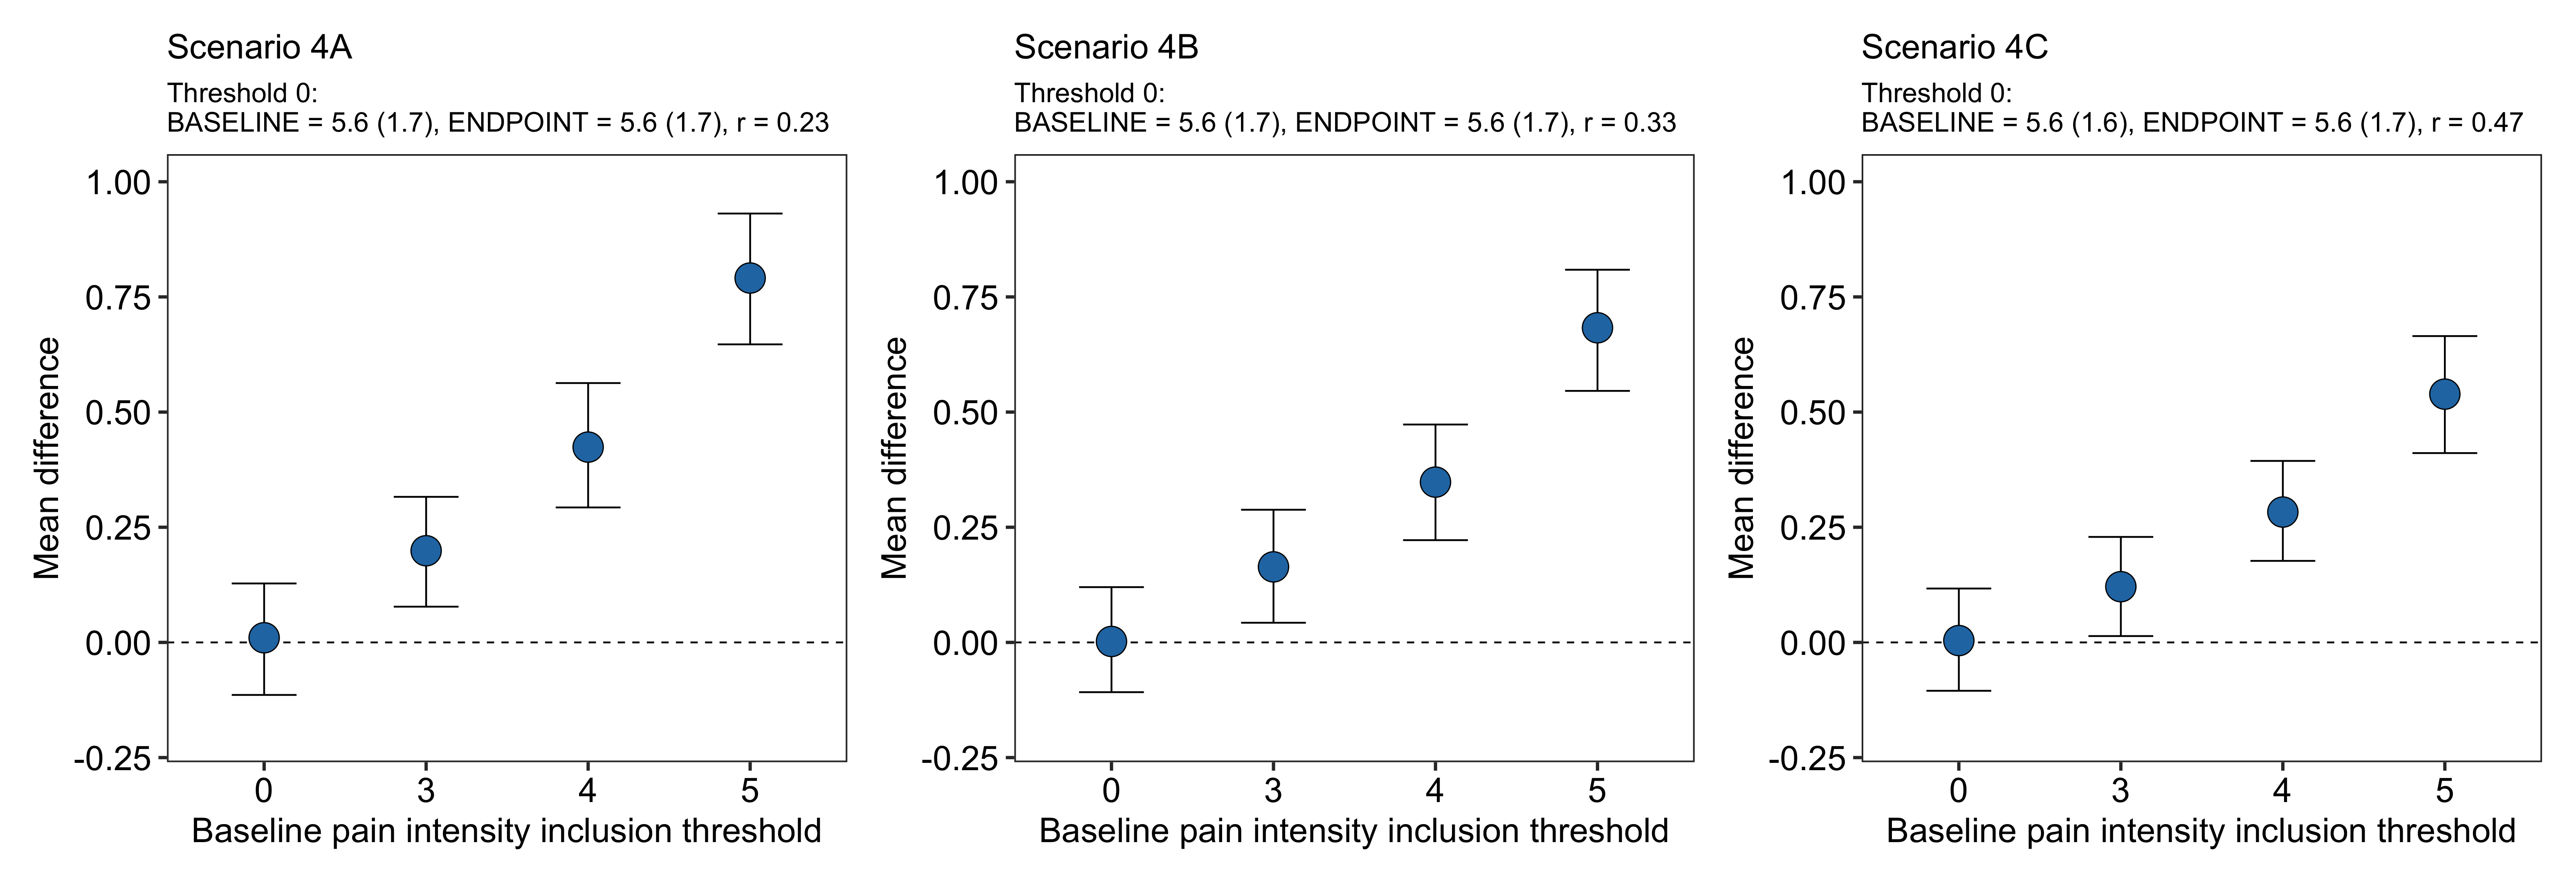 Scenario 4A
Threshold 0:
BASELINE = 5.6 (1.7), ENDPOINT = 5.6 (1.7), r = 0.23
1.00
0.75
0.50
0.25
0.00
-0.25
Mean difference
0 3 4 5
Baseline pain intensity inclusion threshold
Scenario 4B
Threshold 0:
BASELINE = 5.6 (1.7), ENDPOINT = 5.6 (1.7), r = 0.33
1.00
0.75
0.50
0.25
0.00
-0.25
Mean difference
0 3 4 5
Baseline pain intensity inclusion threshold
Scenario 4C
Threshold 0:
BASELINE = 5.6 (1.6), ENDPOINT = 5.6 (1.7), r = 0.47
1.00
0.75
0.50
0.25
0.00
-0.25
Mean difference
0 3 4 5
Baseline pain intensity inclusion threshold